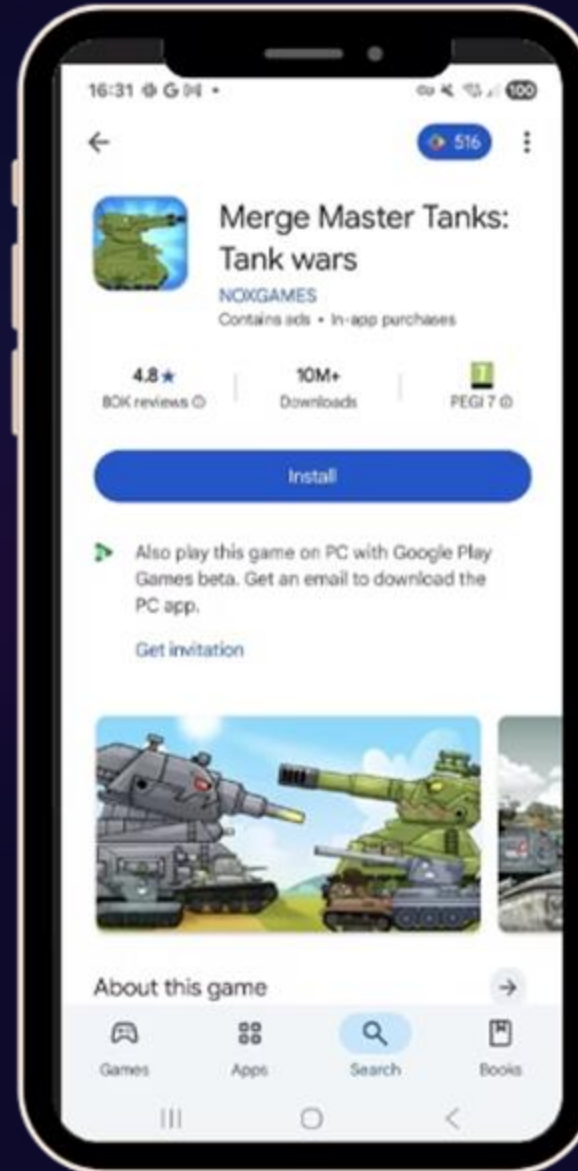 16:31 G
100
516
Merge Master Tanks:
Tank wars
NOXGAMES
Contains ads • In-app purchases
4.8★
80K reviews
10M+
Downloads
7
PEGI 7
Install
Also play this game on PC with Google Play
Games beta. Get an email to download the
PC app.
Get invitation
About this game
Games
Apps
Search
Books